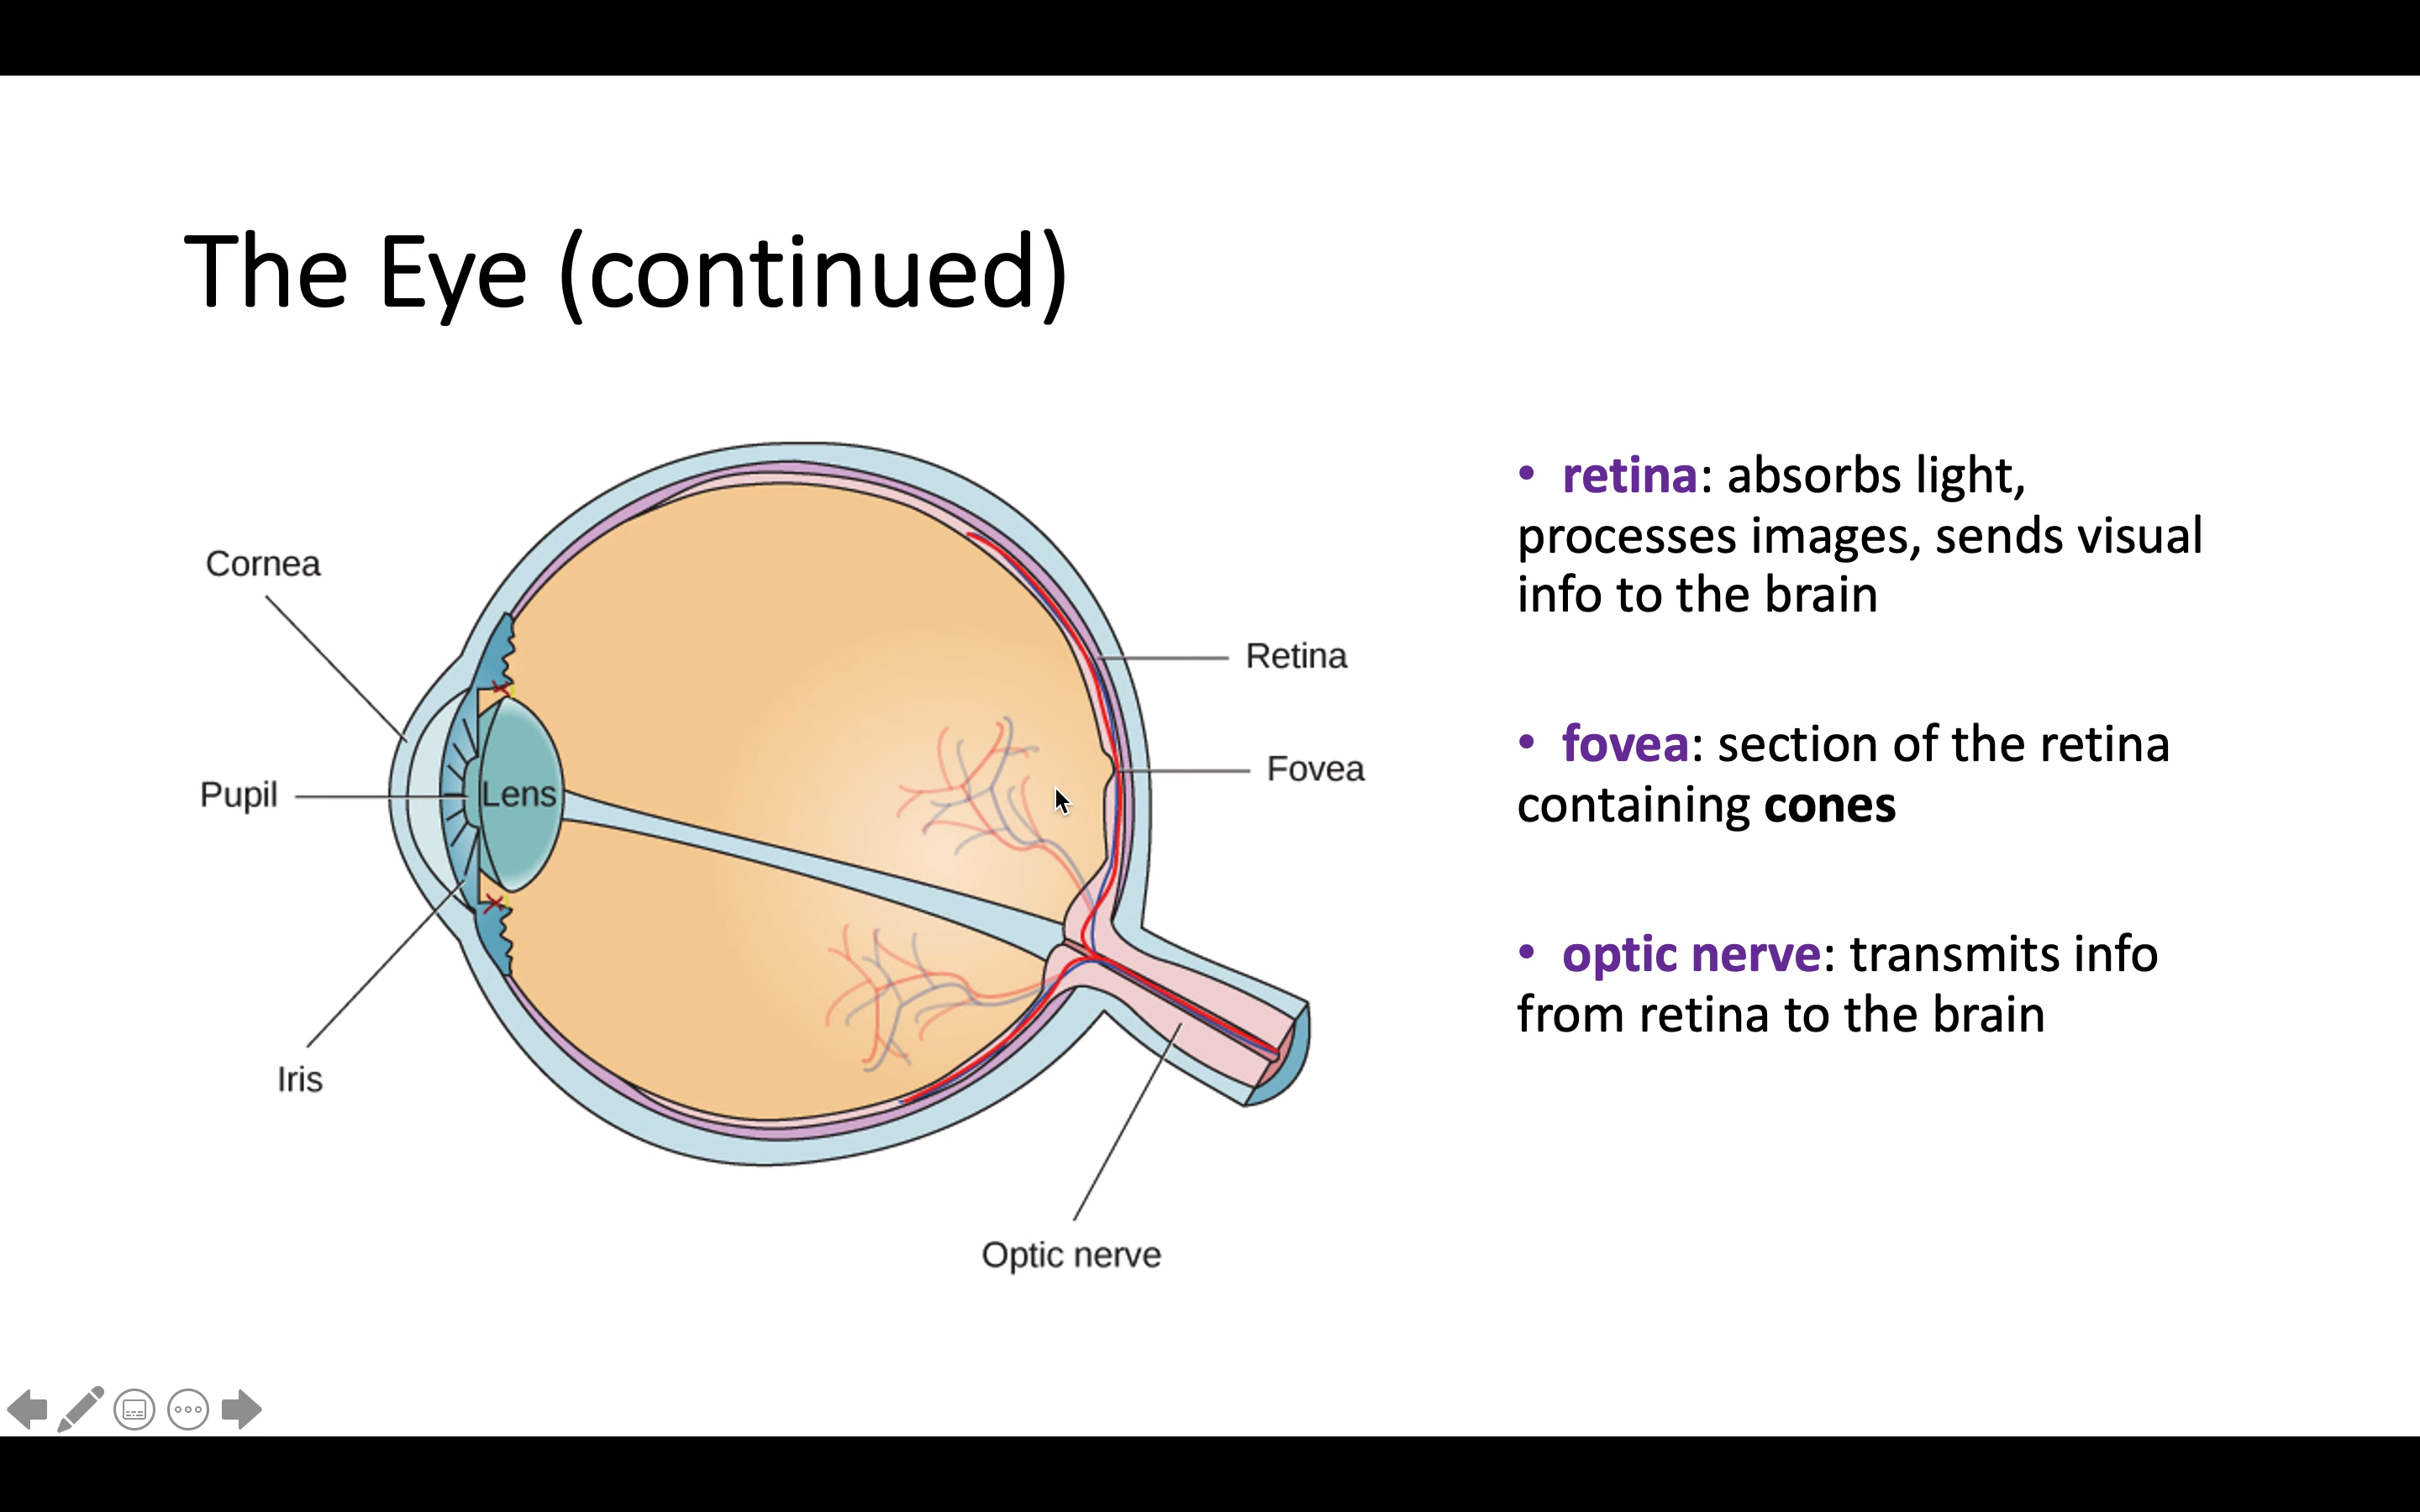 The Eye (continued)
Cornea
Pupil
Lens
Iris
Retina
Fovea
Optic nerve
• retina: absorbs light,
processes images, sends visual
info to the brain
• fovea: section of the retina
containing cones
• optic nerve: transmits info
from retina to the brain